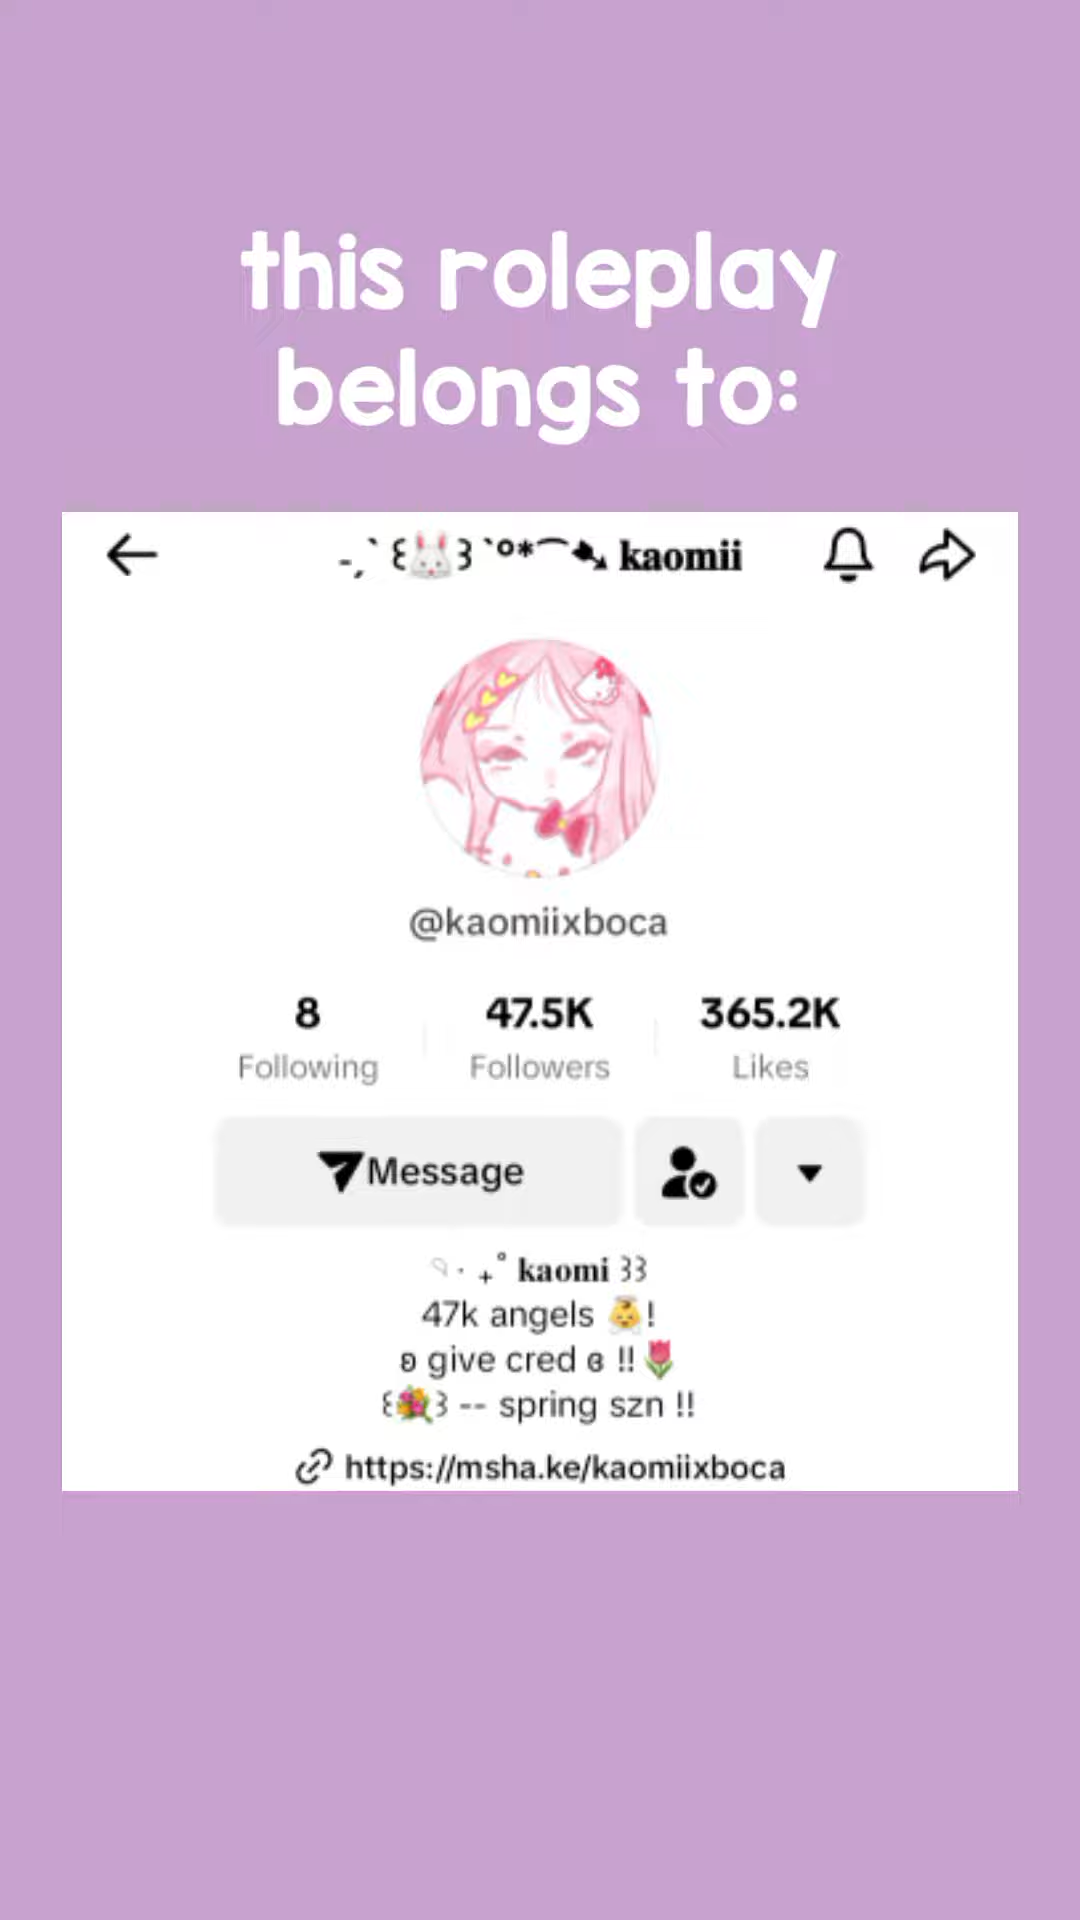 this roleplay
belongs to:
-ˏˋ ꒰🐰꒱ ˋ°*⁀➷ kaomii
@kaomiixboca
8
47.5K
365.2K
Following
Followers
Likes
Message
𓆩 · ₊˚ kaomi ꒱꒱
47k angels 👼!
ʚ give cred ɞ !!🌷
꒰💐꒱ -- spring szn !!
https://msha.ke/kaomiixboca